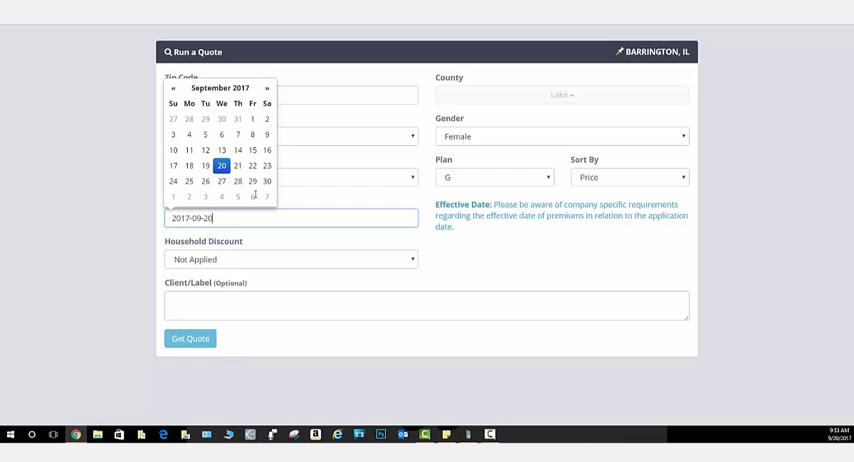 Run a Quote
BARRINGTON, IL
Zip Code
County
Lake
« September 2017 »
Su Mo Tu We Th Fr Sa
27 28 29 30 31 1 2
3 4 5 6 7 8 9
10 11 12 13 14 15 16
17 18 19 20 21 22 23
24 25 26 27 28 29 30
1 2 3 4 5 6 7
Gender
Female
Plan
Sort By
G
Price
2017-09-20
Effective Date: Please be aware of company specific requirements
regarding the effective date of premiums in relation to the application
date.
Household Discount
Not Applied
Client/Label (Optional)
Get Quote
9:53 AM
9/20/2017